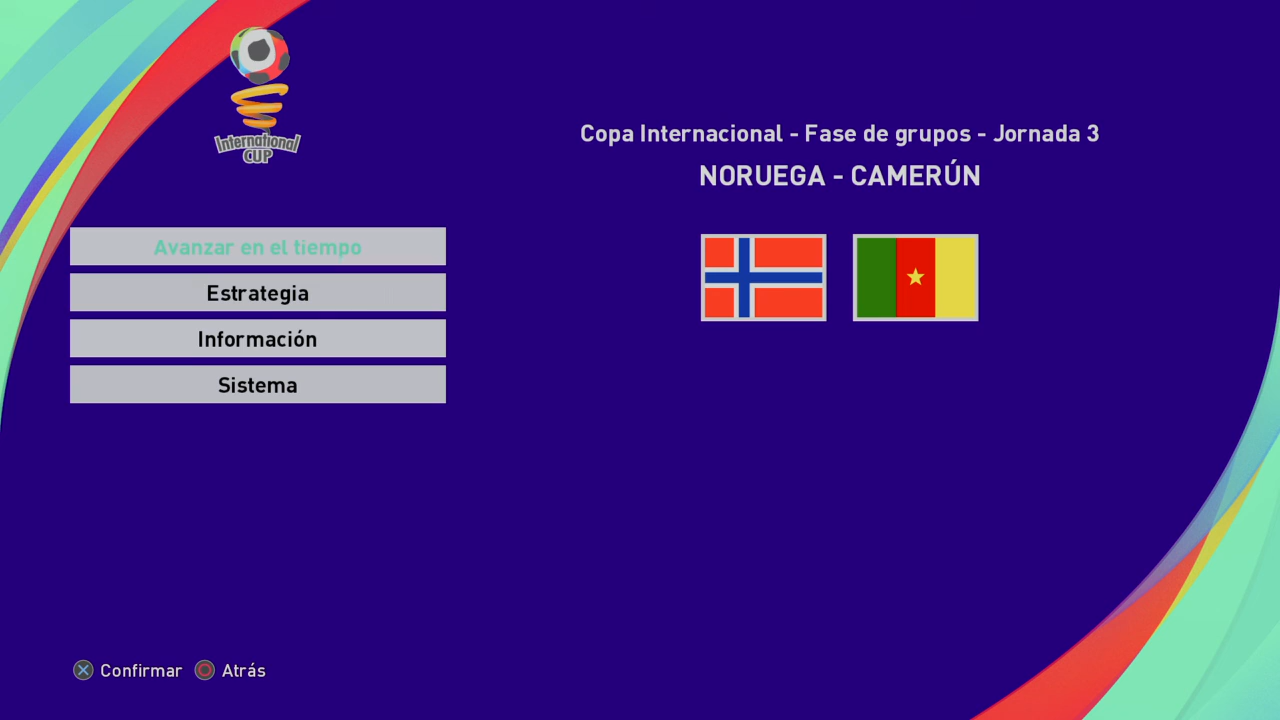 International
CUP
Copa Internacional - Fase de grupos - Jornada 3
NORUEGA - CAMERÚN
Avanzar en el tiempo
Estrategia
Información
Sistema
Confirmar Atrás